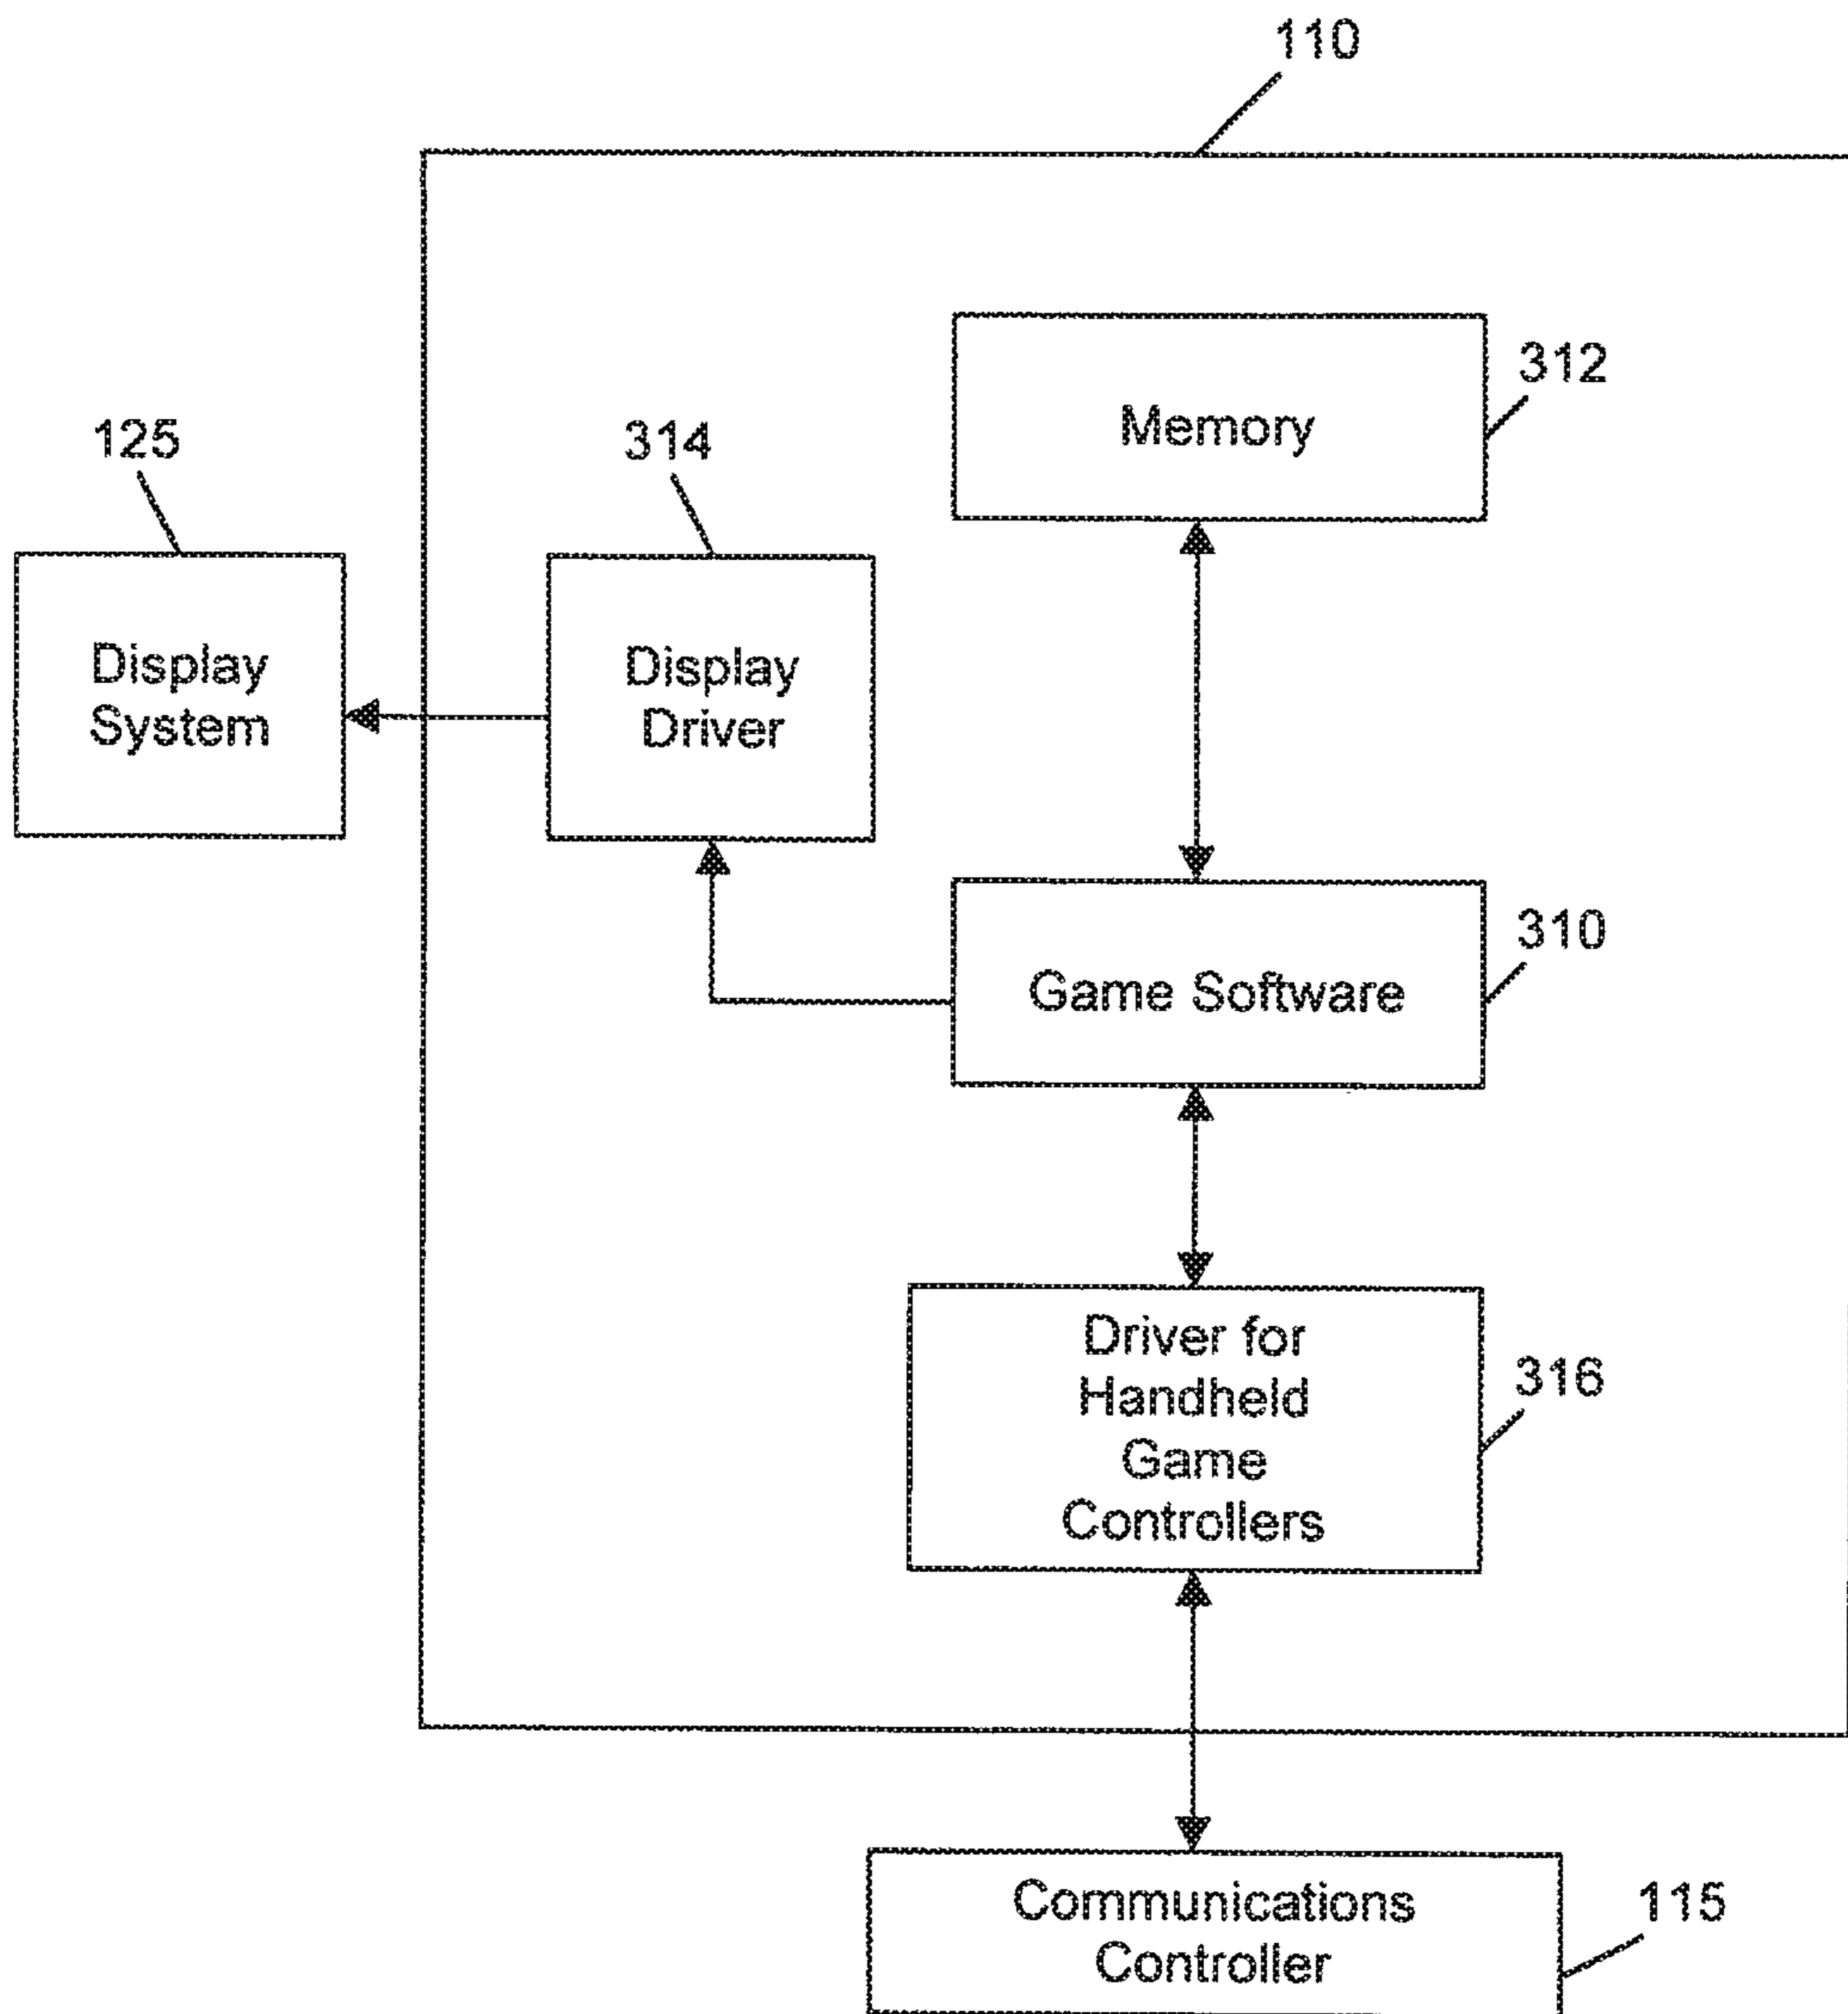 110
312
Memory
125
314
Display
System
Display
Driver
310
Game Software
Driver for
Handheld
Game
Controllers
316
Communications
Controller
115